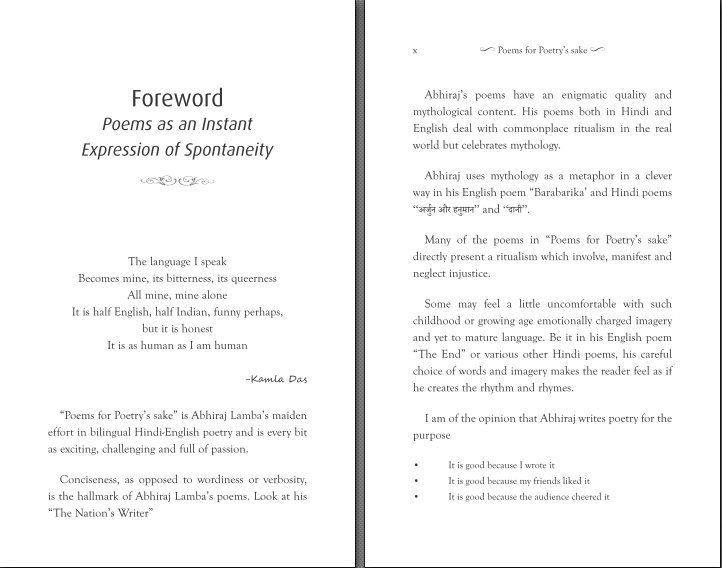 Foreword
Poems as an Instant
Expression of Spontaneity
The language I speak
Becomes mine, its bitterness, its queerness
All mine, mine alone
It is half English, half Indian, funny perhaps,
but it is honest
It is as human as I am human
-Kamla Das
“Poems for Poetry’s sake” is Abhiraj Lamba’s maiden
effort in bilingual Hindi-English poetry and is every bit
as exciting, challenging and full of passion.
Conciseness, as opposed to wordiness or verbosity,
is the hallmark of Abhiraj Lamba’s poems. Look at his
“The Nation’s Writer”
x Poems for Poetry’s sake
Abhiraj’s poems have an enigmatic quality and
mythological content. His poems both in Hindi and
English deal with commonplace ritualism in the real
world but celebrates mythology.
Abhiraj uses mythology as a metaphor in a clever
way in his English poem “Barabarika’ and Hindi poems
“अर्जुन और हनुमान” and “दानी”.
Many of the poems in “Poems for Poetry’s sake”
directly present a ritualism which involve, manifest and
neglect injustice.
Some may feel a little uncomfortable with such
childhood or growing age emotionally charged imagery
and yet to mature language. Be it in his English poem
“The End” or various other Hindi poems, his careful
choice of words and imagery makes the reader feel as if
he creates the rhythm and rhymes.
I am of the opinion that Abhiraj writes poetry for the
purpose
• It is good because I wrote it
• It is good because my friends liked it
• It is good because the audience cheered it